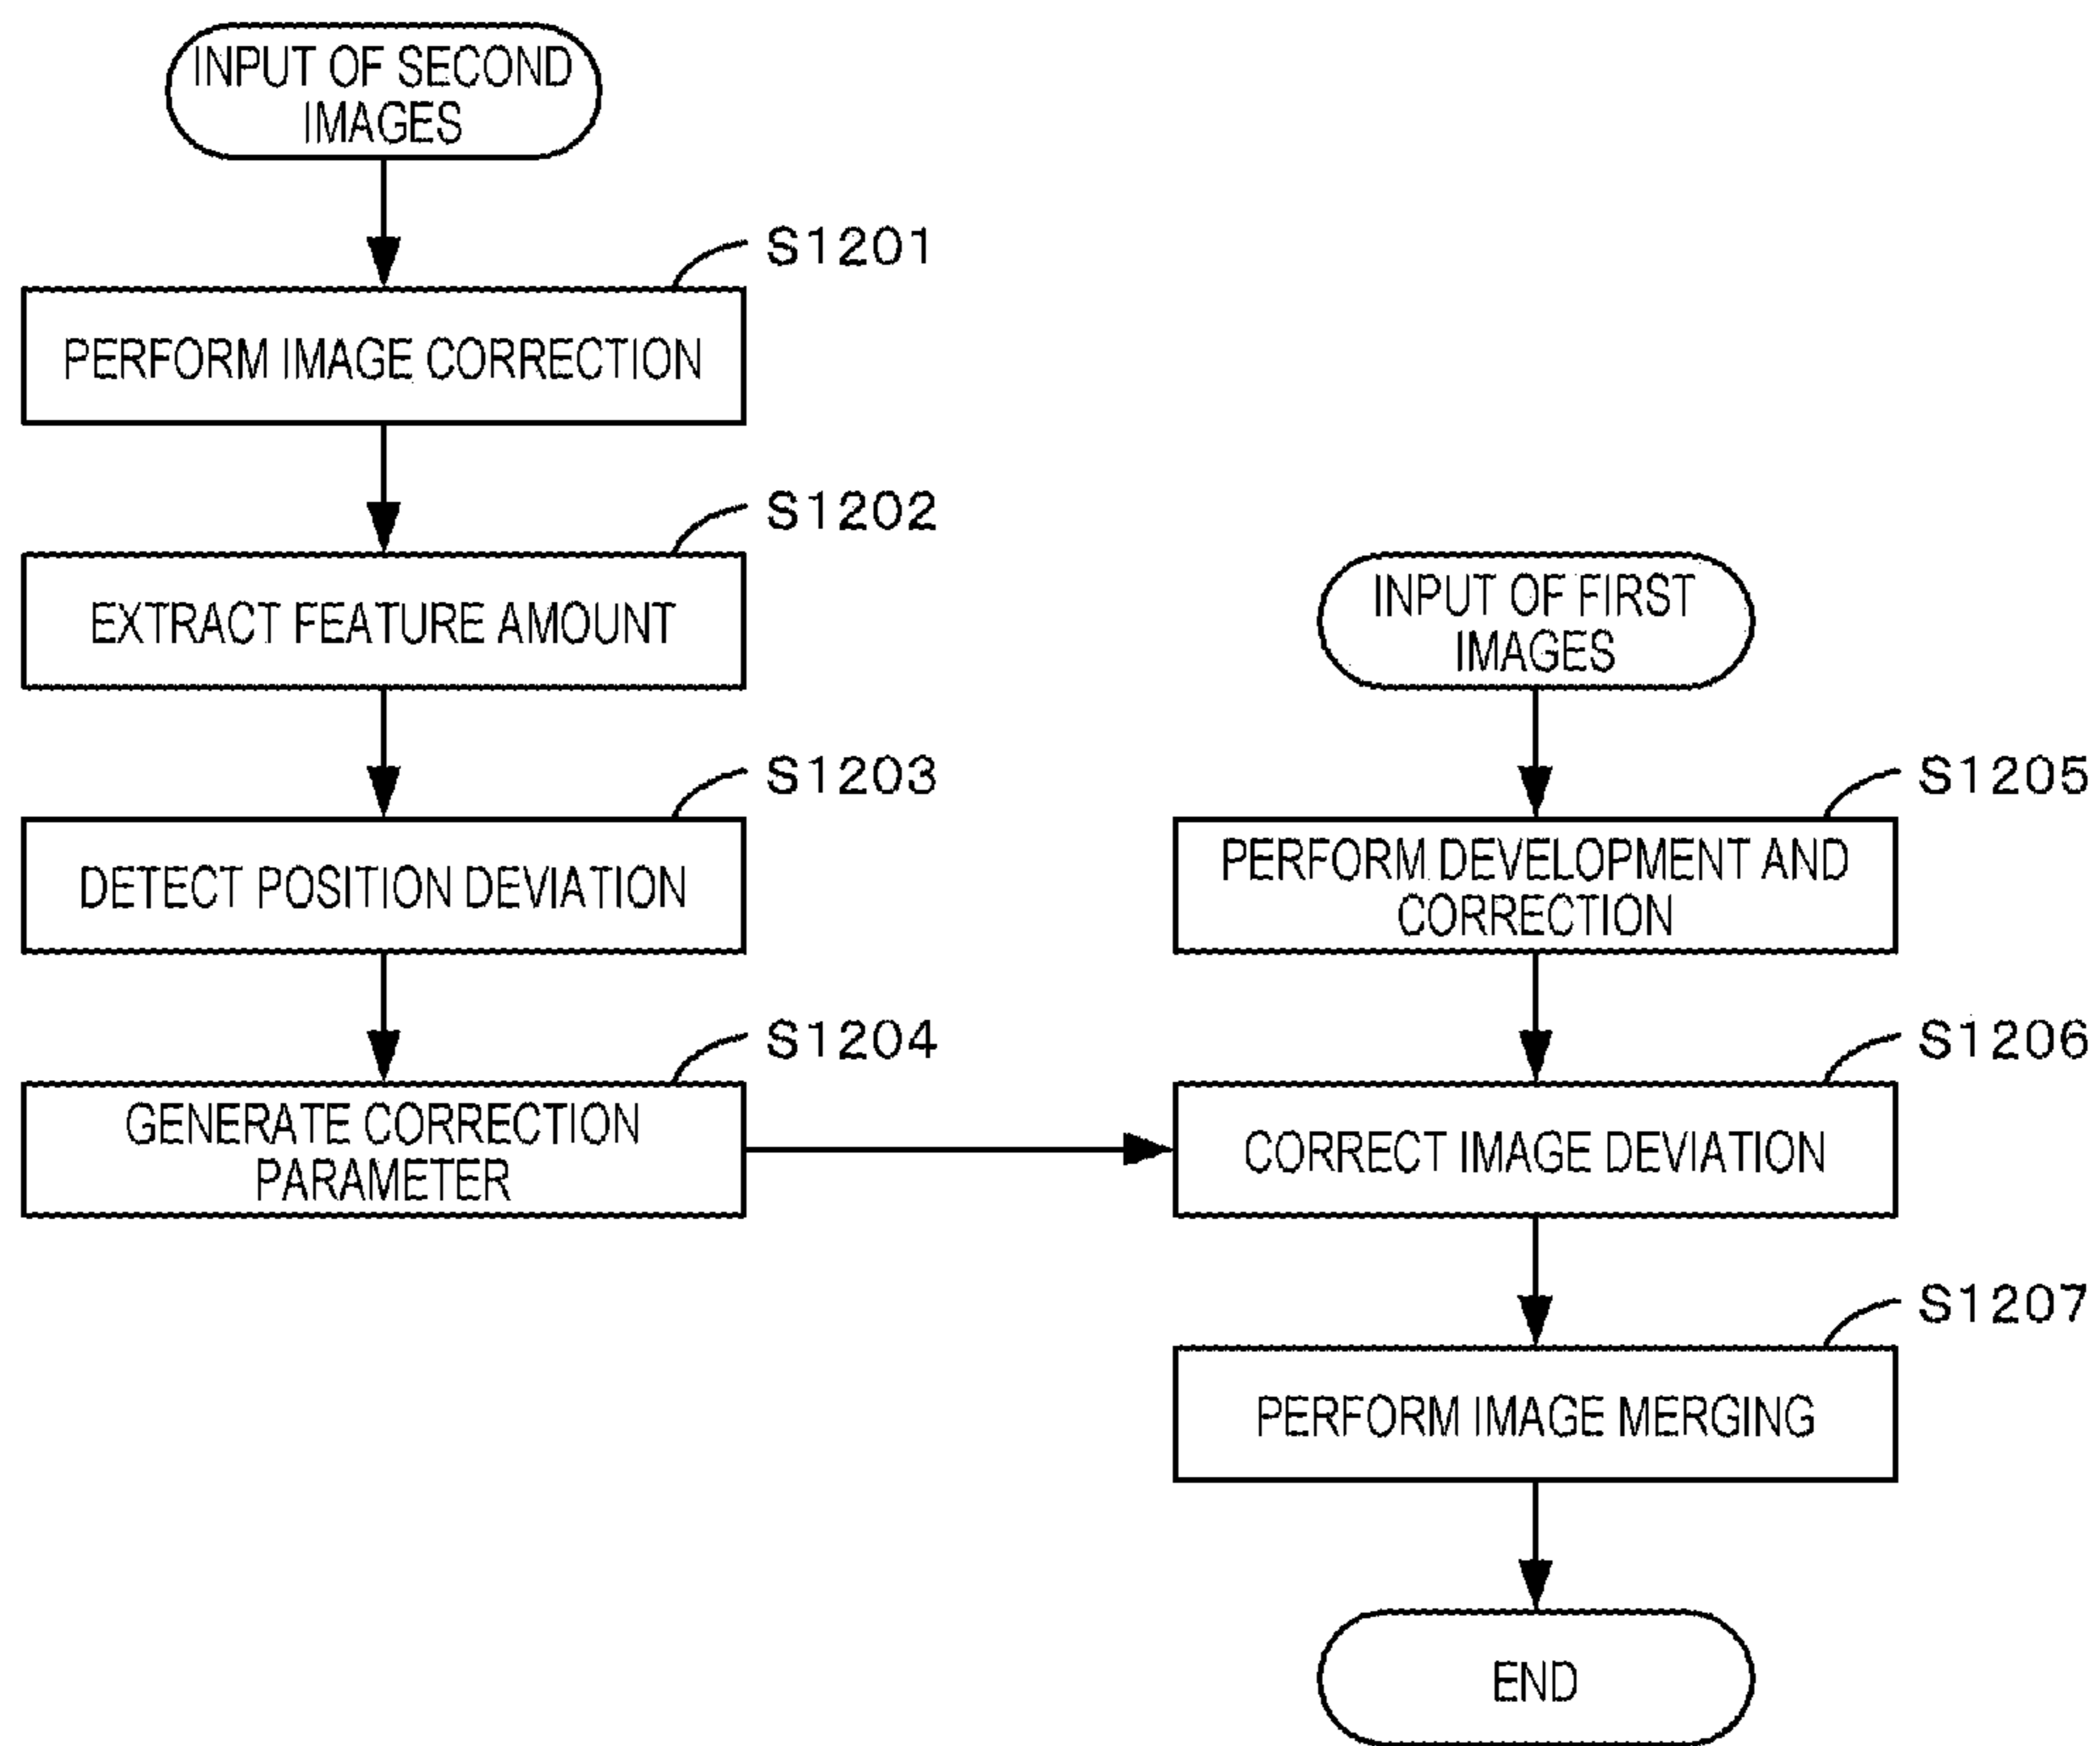 INPUT OF SECOND
IMAGES
S1201
PERFORM IMAGE CORRECTION
S1202
EXTRACT FEATURE AMOUNT
S1203
DETECT POSITION DEVIATION
S1204
GENERATE CORRECTION
PARAMETER
INPUT OF FIRST
IMAGES
S1205
PERFORM DEVELOPMENT AND
CORRECTION
S1206
CORRECT IMAGE DEVIATION
S1207
PERFORM IMAGE MERGING
END